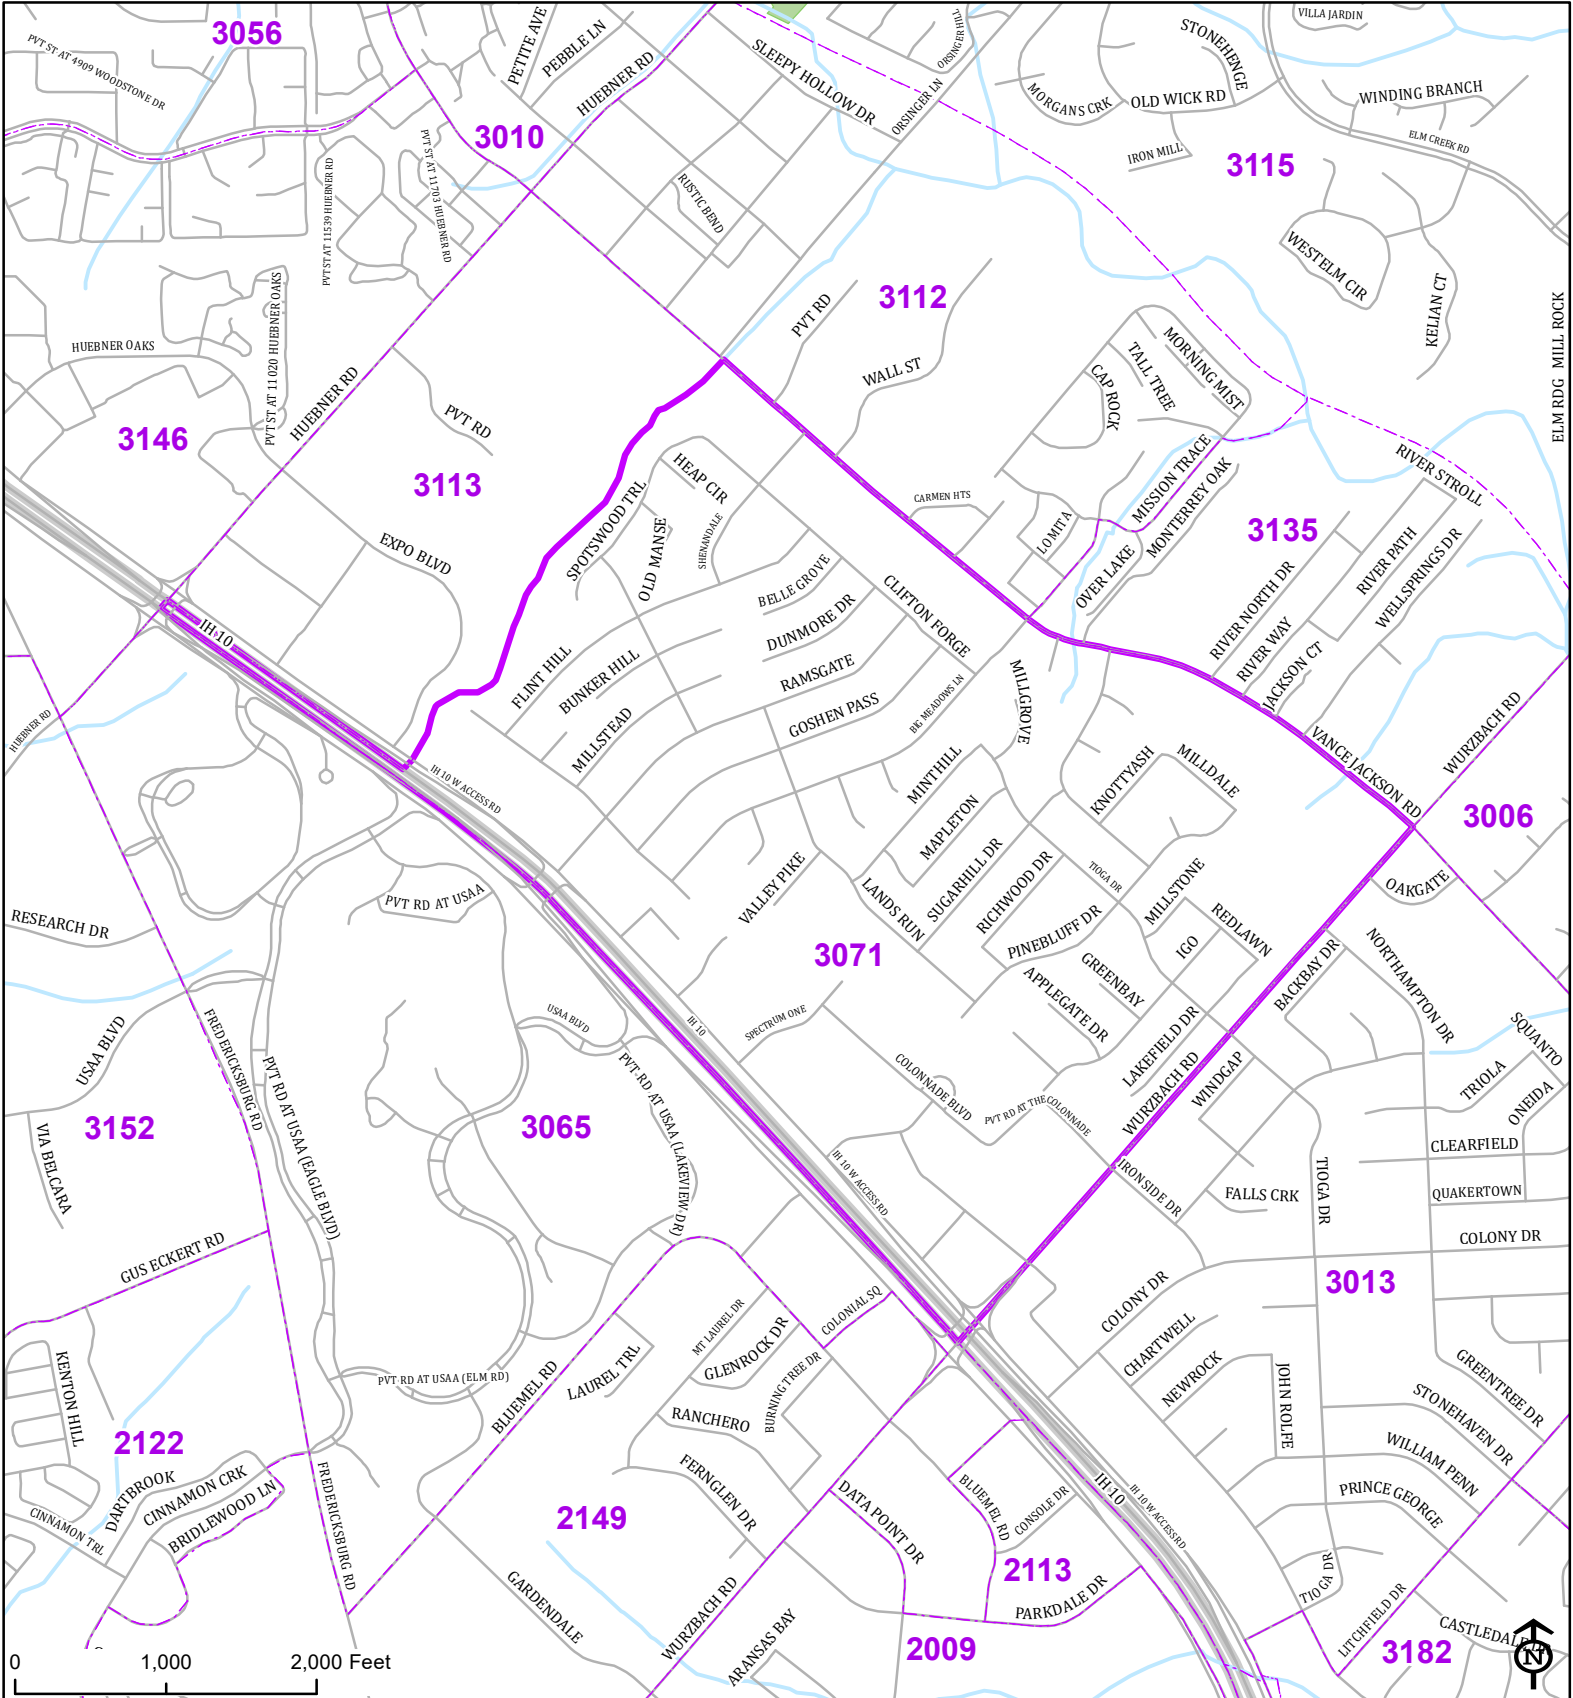 3056
PVT ST AT 4909 WOODSTONE DR
PETITE AVE
PEBBLE LN
HUEBNER RD
3010
SLEEPY HOLLOW DR
ORSINGER LN
ORSINGER HILL
STONEHENGE
VILLA JARDIN
MORGANS CRK
OLD WICK RD
WINDING BRANCH
ELM CREEK RD
IRON MILL
3115
PVT ST AT 11539 HUEBNER RD
PVT ST AT 11703 HUEBNER RD
RUSTIC BEND
WESTELM CIR
KELIAN CT
ELM RDG
MILL ROCK
3112
PVT RD
WALL ST
HUEBNER OAKS
PVT ST AT 11020 HUEBNER OAKS
HUEBNER RD
PVT RD
3146
3113
MORNING MIST
TALL TREE
CAP ROCK
HEAP CIR
SPOTSWOOD TRL
OLD MANSE
SHENANDALE
CARMEN HTS
LOMITA
MISSION TRACE
MONTERREY OAK
OVER LAKE
3135
RIVER STROLL
RIVER PATH
WELLSPRINGS DR
RIVER NORTH DR
RIVER WAY
JACKSON CT
EXPO BLVD
BELLE GROVE
DUNMORE DR
CLIFTON FORGE
RAMSGATE
GOSHEN PASS
BIG MEADOWS LN
MILLGROVE
IH 10
FLINT HILL
BUNKER HILL
MILLSTEAD
HUEBNER RD
IH 10 W ACCESS RD
VANCE JACKSON RD
WURZBACH RD
3006
MINTHILL
MAPLETON
KNOTTYASH
MILLDALE
SUGARHILL DR
RICHWOOD DR
TIOGA DR
OAKGATE
VALLEY PIKE
LANDS RUN
PINEBLUFF DR
MILLSTONE
REDLAWN
IGO
BACKBAY DR
NORTHAMPTON DR
PVT RD AT USAA
RESEARCH DR
3071
GREENBAY
APPLEGATE DR
LAKEFIELD DR
USAA BLVD
USAA BLVD
FREDERICKSBURG RD
PVT RD AT USAA (EAGLE BLVD)
PVT RD AT USAA (LAKEVIEW DR)
IH 10
SPECTRUM ONE
COLONNADE BLVD
PVT RD AT THE COLONNADE
WURZBACH RD
WINDGAP
SQUANTO
TRIOLA
ONEIDA
3152
3065
VIA BELCARA
IH 10 W ACCESS RD
IRONSIDE DR
FALLS CRK
TIOGA DR
CLEARFIELD
QUAKERTOWN
COLONY DR
GUS ECKERT RD
3013
COLONY DR
MT LAUREL DR
COLONIAL SQ
GLENROCK DR
BURNING TREE DR
LAUREL TRL
BLUEMEL RD
PVT RD AT USAA (ELM RD)
KENTON HILL
CHARTWELL
NEWROCK
JOHN ROLFE
GREENTREE DR
STONEHAVEN DR
WILLIAM PENN
PRINCE GEORGE
2122
RANCHERO
FERNGLEN DR
DARTBROOK
CINNAMON CRK
BRIDLEWOOD LN
CINNAMON TRL
FREDERICKSBURG RD
2149
DATA POINT DR
BLUEMEL RD
CONSOLE DR
IH 10
IH 10 W ACCESS RD
2113
PARKDALE DR
TIOGA DR
LITCHFIELD DR
CASTLEDALE
3182
GARDENDALE
WURZBACH RD
ARANSAS BAY
2009
0 1,000 2,000 Feet
N